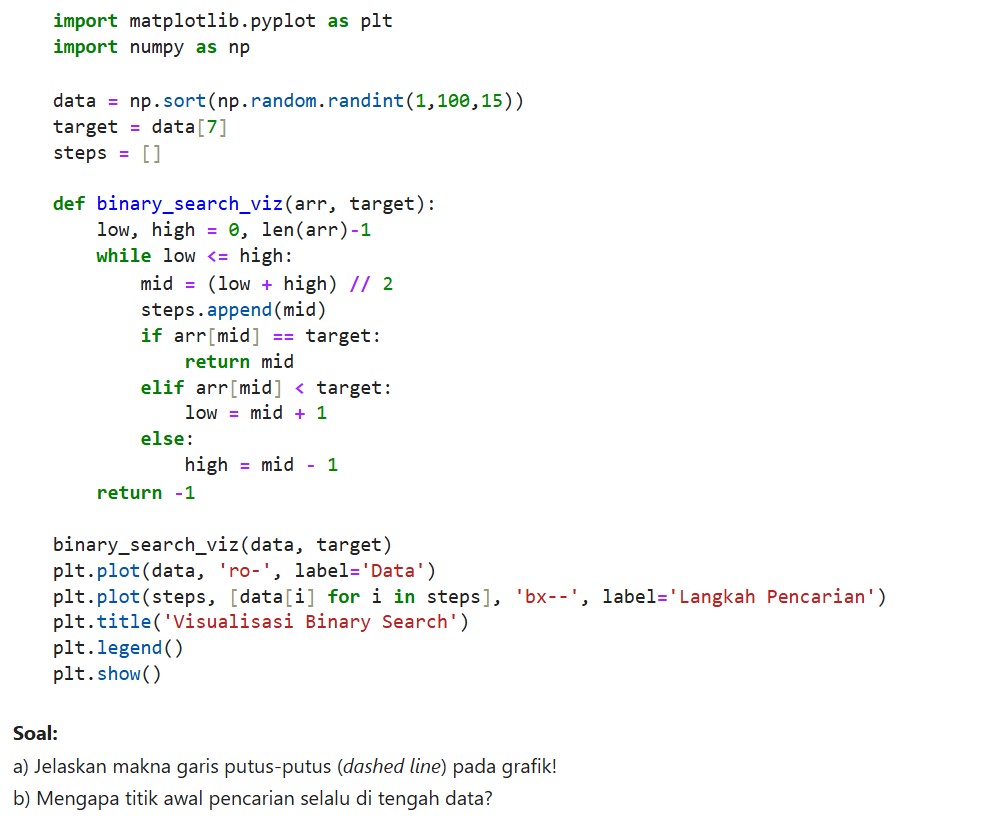 import matplotlib.pyplot as plt
import numpy as np

data = np.sort(np.random.randint(1,100,15))
target = data[7]
steps = []

def binary_search_viz(arr, target):
    low, high = 0, len(arr)-1
    while low <= high:
        mid = (low + high) // 2
        steps.append(mid)
        if arr[mid] == target:
            return mid
        elif arr[mid] < target:
            low = mid + 1
        else:
            high = mid - 1
    return -1

binary_search_viz(data, target)
plt.plot(data, 'ro-', label='Data')
plt.plot(steps, [data[i] for i in steps], 'bx--', label='Langkah Pencarian')
plt.title('Visualisasi Binary Search')
plt.legend()
plt.show()

Soal:
a) Jelaskan makna garis putus-putus (dashed line) pada grafik!
b) Mengapa titik awal pencarian selalu di tengah data?